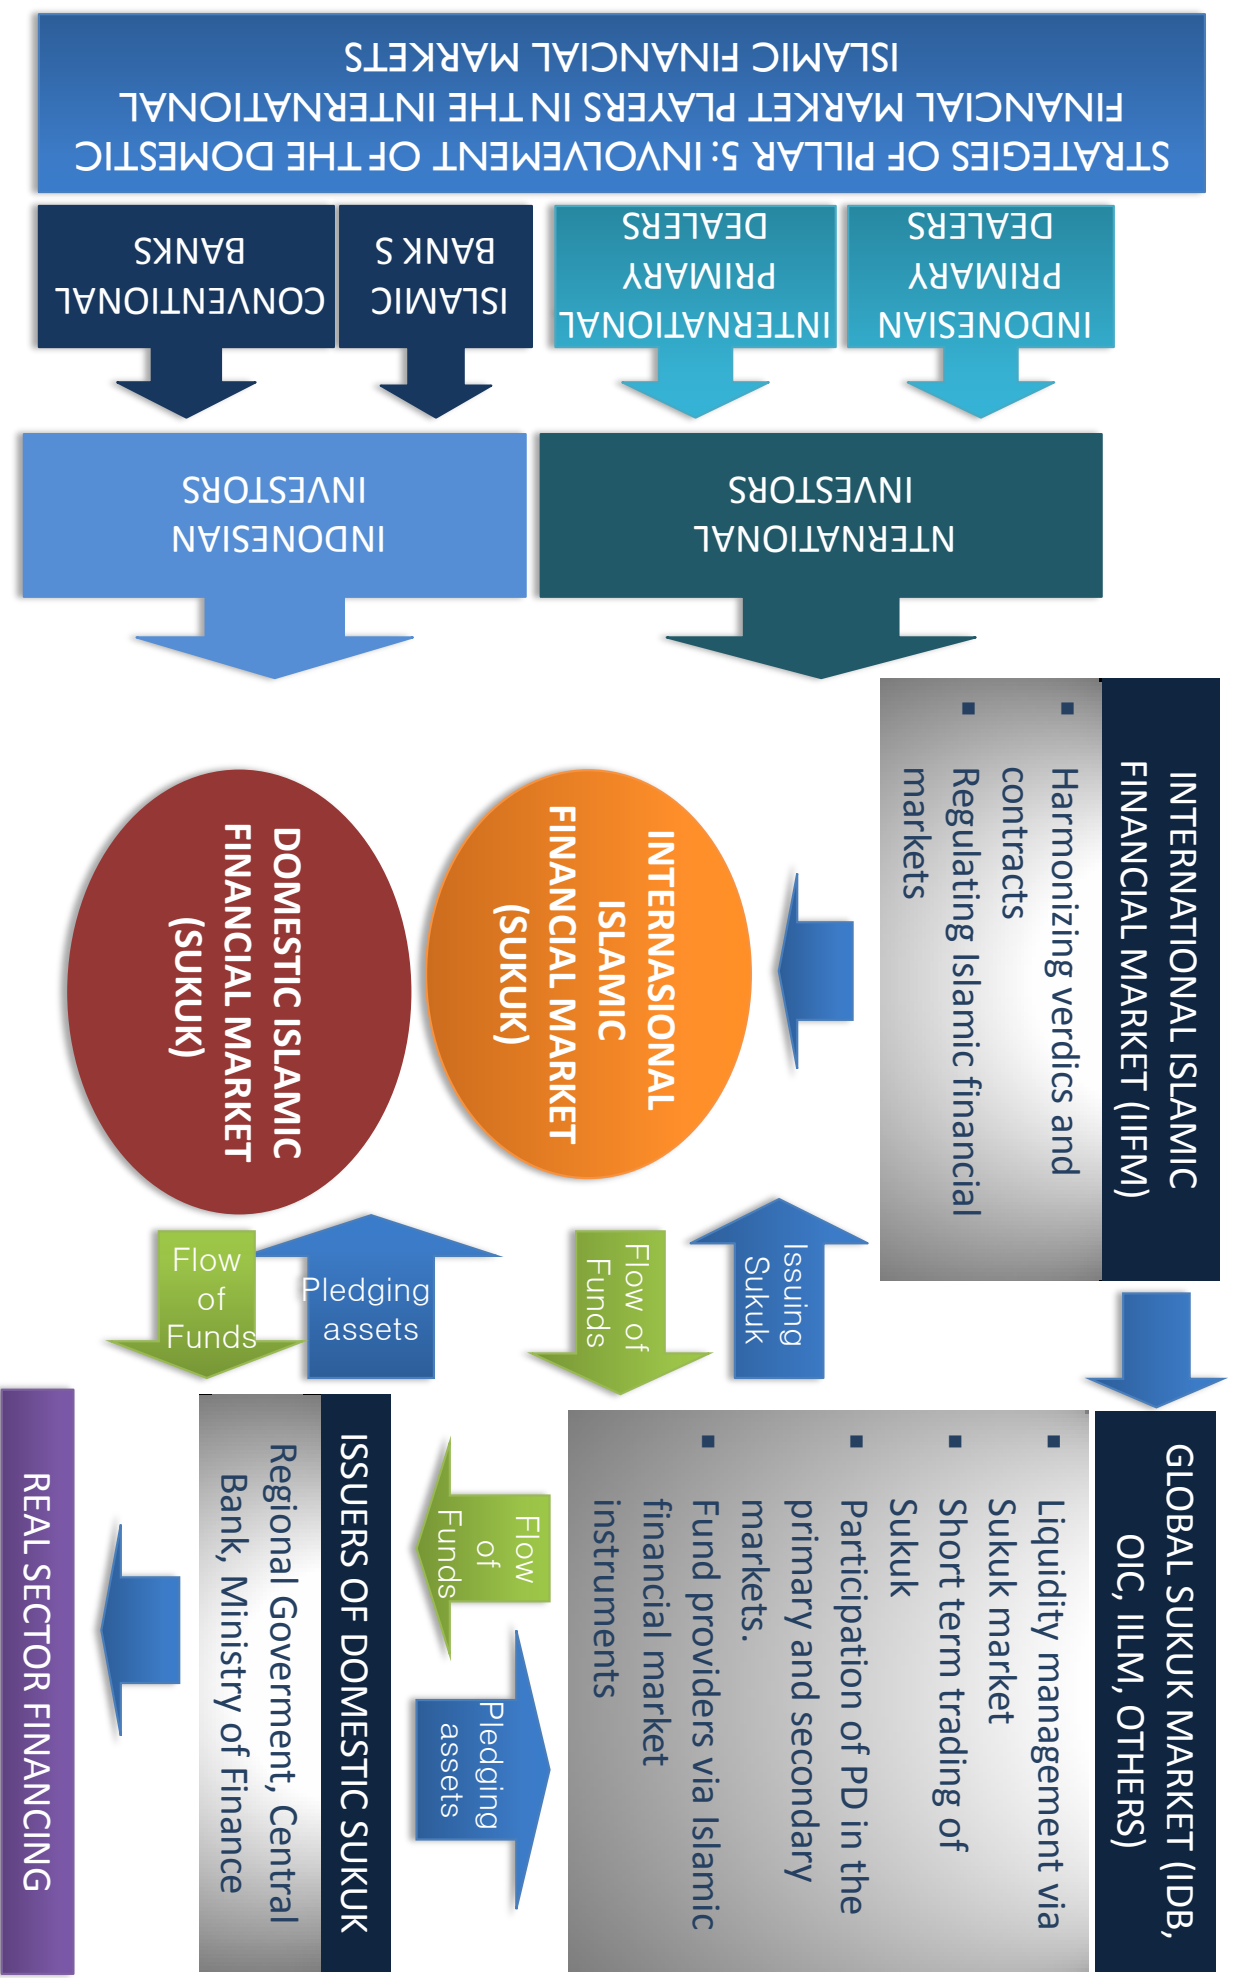 STRATEGIES OF PILLAR 5: INVOLVEMENT OF THE DOMESTIC
FINANCIAL MARKET PLAYERS IN THE INTERNATIONAL
ISLAMIC FINANCIAL MARKETS
INDONESIAN
PRIMARY
DEALERS
INTERNATIONAL
PRIMARY
DEALERS
ISLAMIC
BANK S
CONVENTIONAL
BANKS
NTERNATIONAL
INVESTORS
INDONESIAN
INVESTORS
INTERNATIONAL ISLAMIC
FINANCIAL MARKET (IIFM)
▪ Harmonizing verdics and
contracts
▪ Regulating Islamic financial
markets
INTERNASIONAL
ISLAMIC
FINANCIAL MARKET
(SUKUK)
DOMESTIC ISLAMIC
FINANCIAL MARKET
(SUKUK)
Issuing
Sukuk
Flow of
Funds
Pledging
assets
Flow
of
Funds
GLOBAL SUKUK MARKET (IDB,
OIC, IILM, OTHERS)
▪ Liquidity management via
Sukuk market
▪ Short term trading of
Sukuk
▪ Participation of PD in the
primary and secondary
markets.
▪ Fund providers via Islamic
financial market
instruments
Flow
of
Funds
Pledging
assets
ISSUERS OF DOMESTIC SUKUK
Regional Goverment, Central
Bank, Ministry of Finance
REAL SECTOR FINANCING